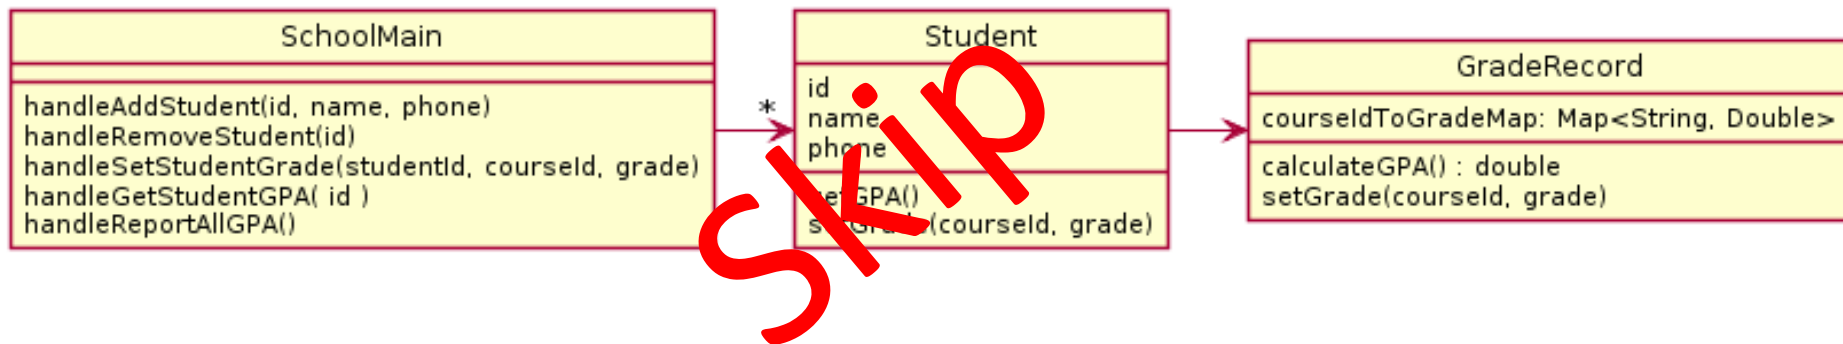 SchoolMain
handleAddStudent(id, name, phone)
handleRemoveStudent(id)
handleSetStudentGrade(studentId, courseId, grade)
handleGetStudentGPA( id )
handleReportAllGPA()
*
Student
id
name
phone
(courseId, grade)
GradeRecord
courseIdToGradeMap: Map<String, Double>
calculateGPA() : double
setGrade(courseId, grade)
Skip